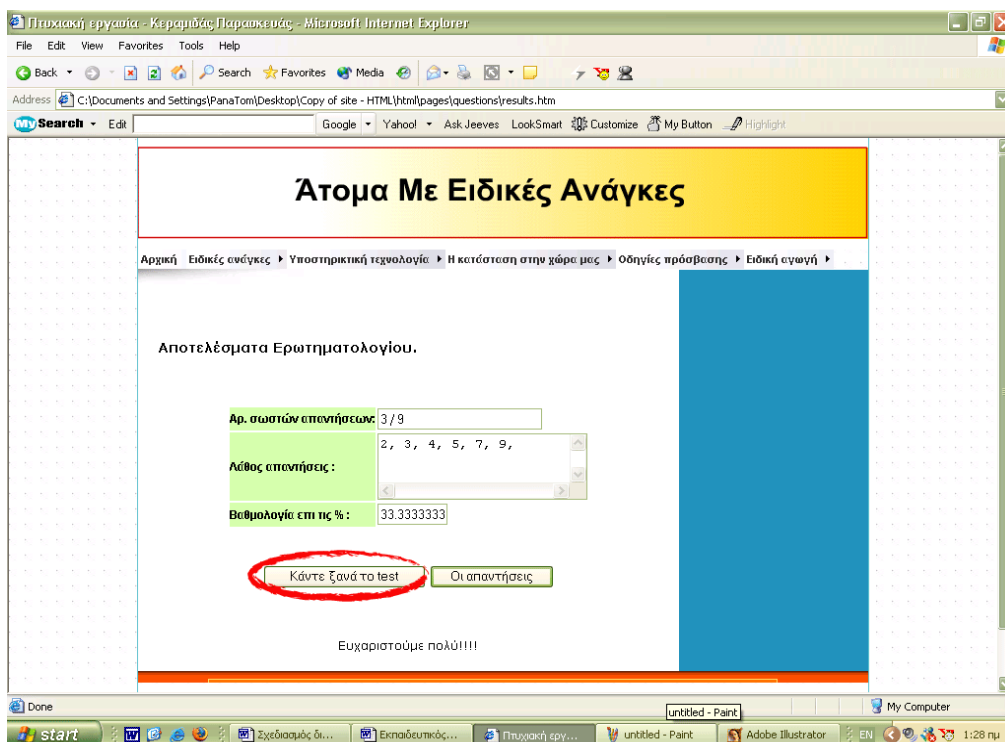 Πτυχιακή εργασία - Κεραμιδάς Παρασκευάς - Microsoft Internet Explorer
File Edit View Favorites Tools Help
Back Search Favorites Media
Address C:\Documents and Settings\PanaTom\Desktop\Copy of site - HTML\html\pages\questions\results.htm
My Search Edit Google Yahoo! Ask Jeeves LookSmart Customize My Button Highlight
Άτομα Με Ειδικές Ανάγκες
Αρχική Ειδικές ανάγκες Υποστηρικτική τεχνολογία Η κατάσταση στην χώρα μας Οδηγίες πρόσβασης Ειδική αγωγή
Αποτελέσματα Ερωτηματολογίου.
Αρ. σωστών απαντήσεων: 3 / 9
2, 3, 4, 5, 7, 9,
Λάθος απαντήσεις :
Βαθμολογία επι τις % : 33.3333333
Κάντε ξανά το test Οι απαντήσεις
Ευχαριστούμε πολύ!!!!
Done My Computer
untitled - Paint
start Σχεδιασμός δι... Εκπαιδευτικός... Πτυχιακή εργ... untitled - Paint Adobe Illustrator EN 1:28 πμ